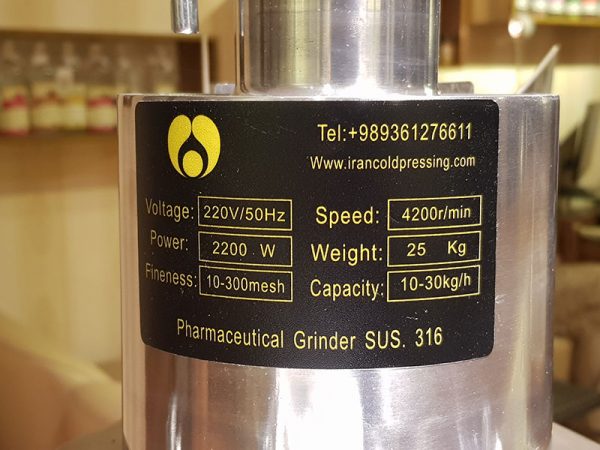 Tel:+989361276611
Www.irancoldpressing.com
Voltage: 220V/50Hz Speed: 4200r/min
Power: 2200 W Weight: 25 Kg
Fineness: 10-300mesh Capacity: 10-30kg/h
Pharmaceutical Grinder SUS. 316